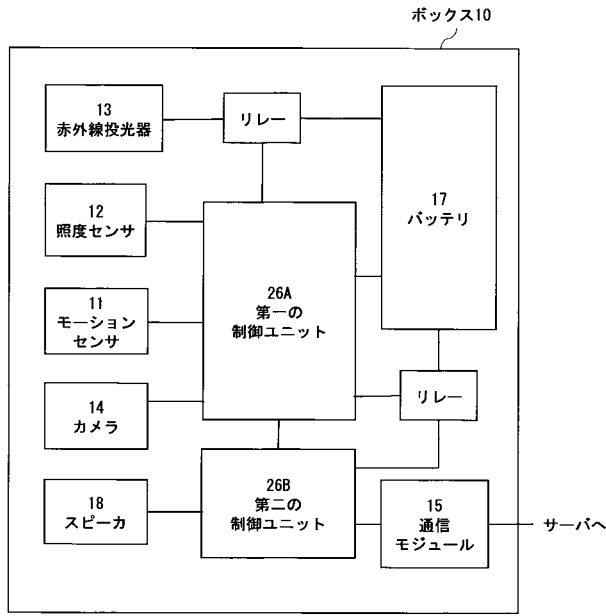 ボックス10
13
赤外線投光器
リレー
17
バッテリ
12
照度センサ
26A
第一の
制御ユニット
11
モーション
センサ
14
カメラ
リレー
26B
第二の
制御ユニット
18
スピーカ
15
通信
モジュール
サーバへ